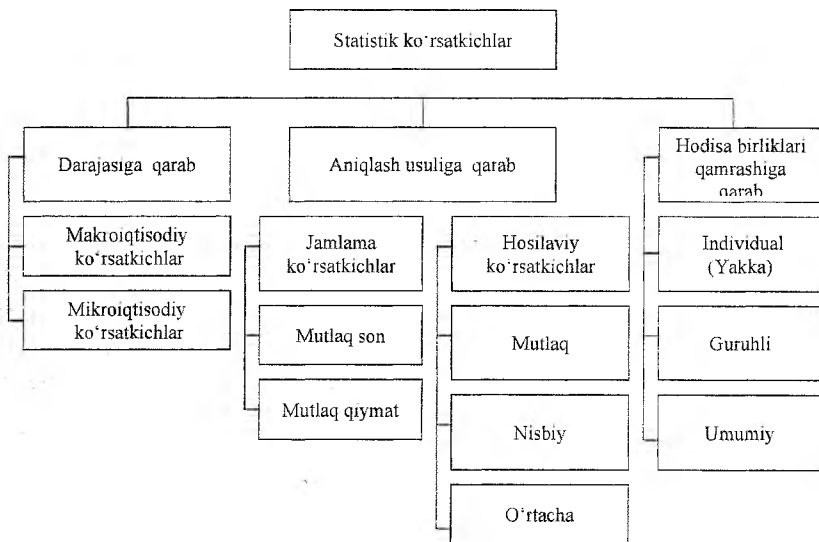 Statistik ko‘rsatkichlar
Darajasiga qarab
Aniqlash usuliga qarab
Hodisa birliklari
qamrashiga
qarab
Makroiqtisodiy
ko‘rsatkichlar
Mikroiqtisodiy
ko‘rsatkichlar
Jamlama
ko‘rsatkichlar
Mutlaq son
Mutlaq qiymat
Hosilaviy
ko‘rsatkichlar
Mutlaq
Nisbiy
O‘rtacha
Individual
(Yakka)
Guruhli
Umumiy